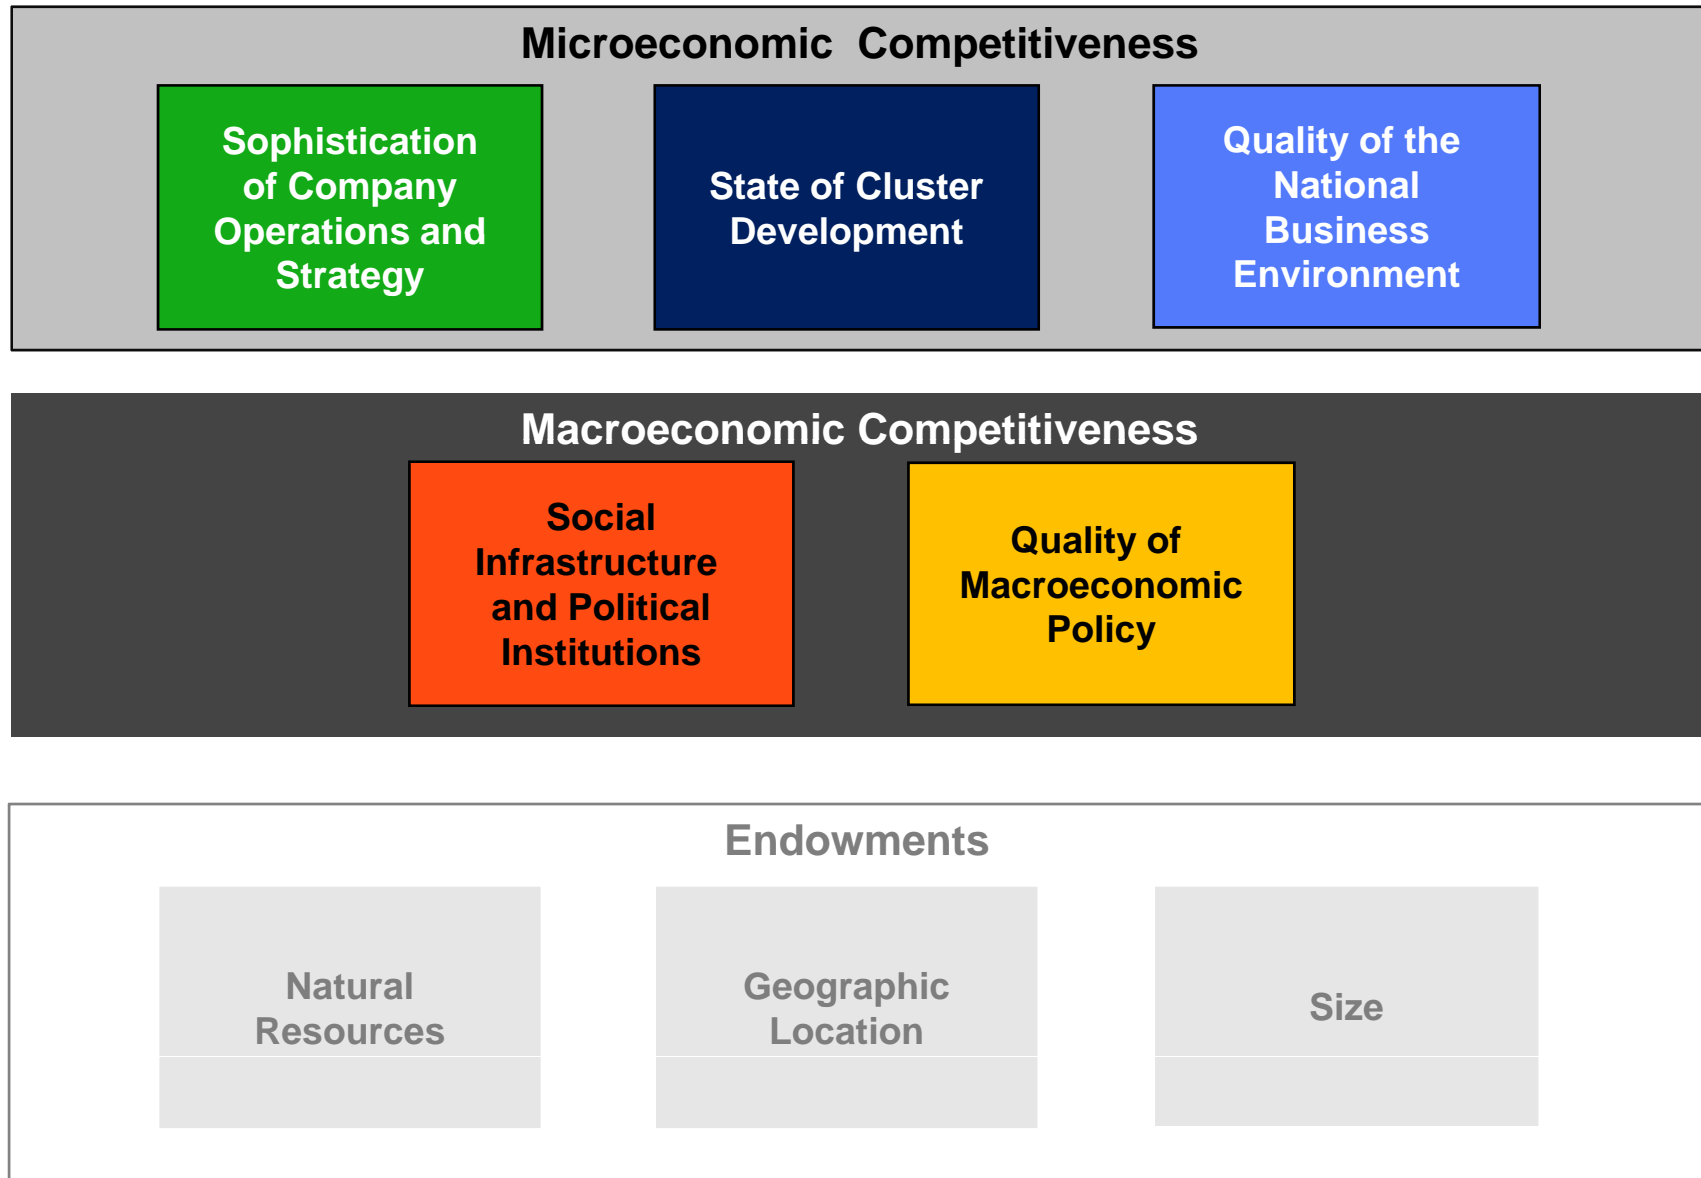 Microeconomic  Competitiveness
Sophistication
of Company
Operations and
Strategy
State of Cluster
Development
Quality of the
National
Business
Environment
Macroeconomic Competitiveness
Social
Infrastructure
and Political
Institutions
Quality of
Macroeconomic
Policy
Endowments
Natural
Resources
Geographic
Location
Size